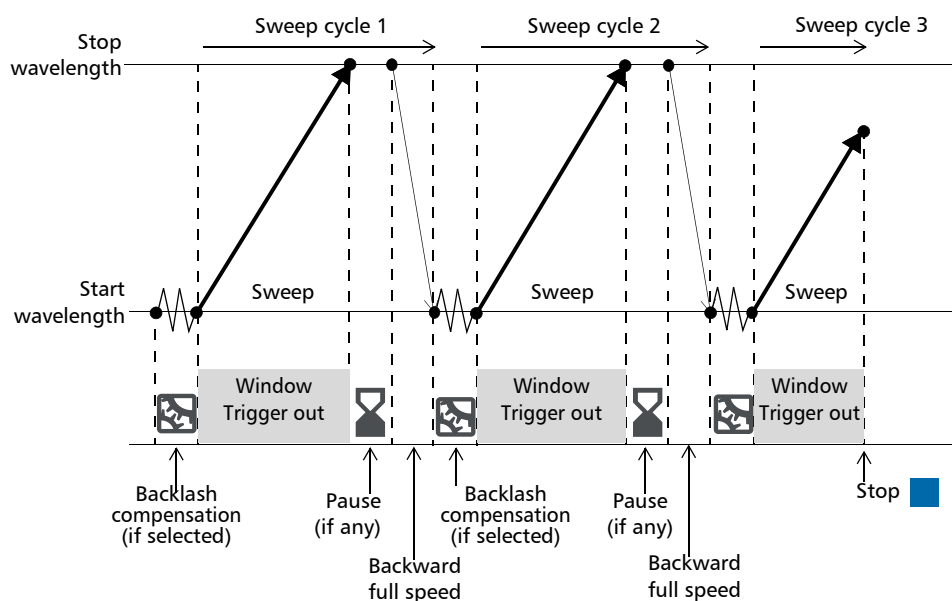 Sweep cycle 1
Sweep cycle 2
Sweep cycle 3
Stop
wavelength
Start
wavelength
Sweep
Sweep
Sweep
Window
Trigger out
Window
Trigger out
Window
Trigger out
Backlash
compensation
(if selected)
Pause
(if any)
Backward
full speed
Backlash
compensation
(if selected)
Pause
(if any)
Backward
full speed
Stop